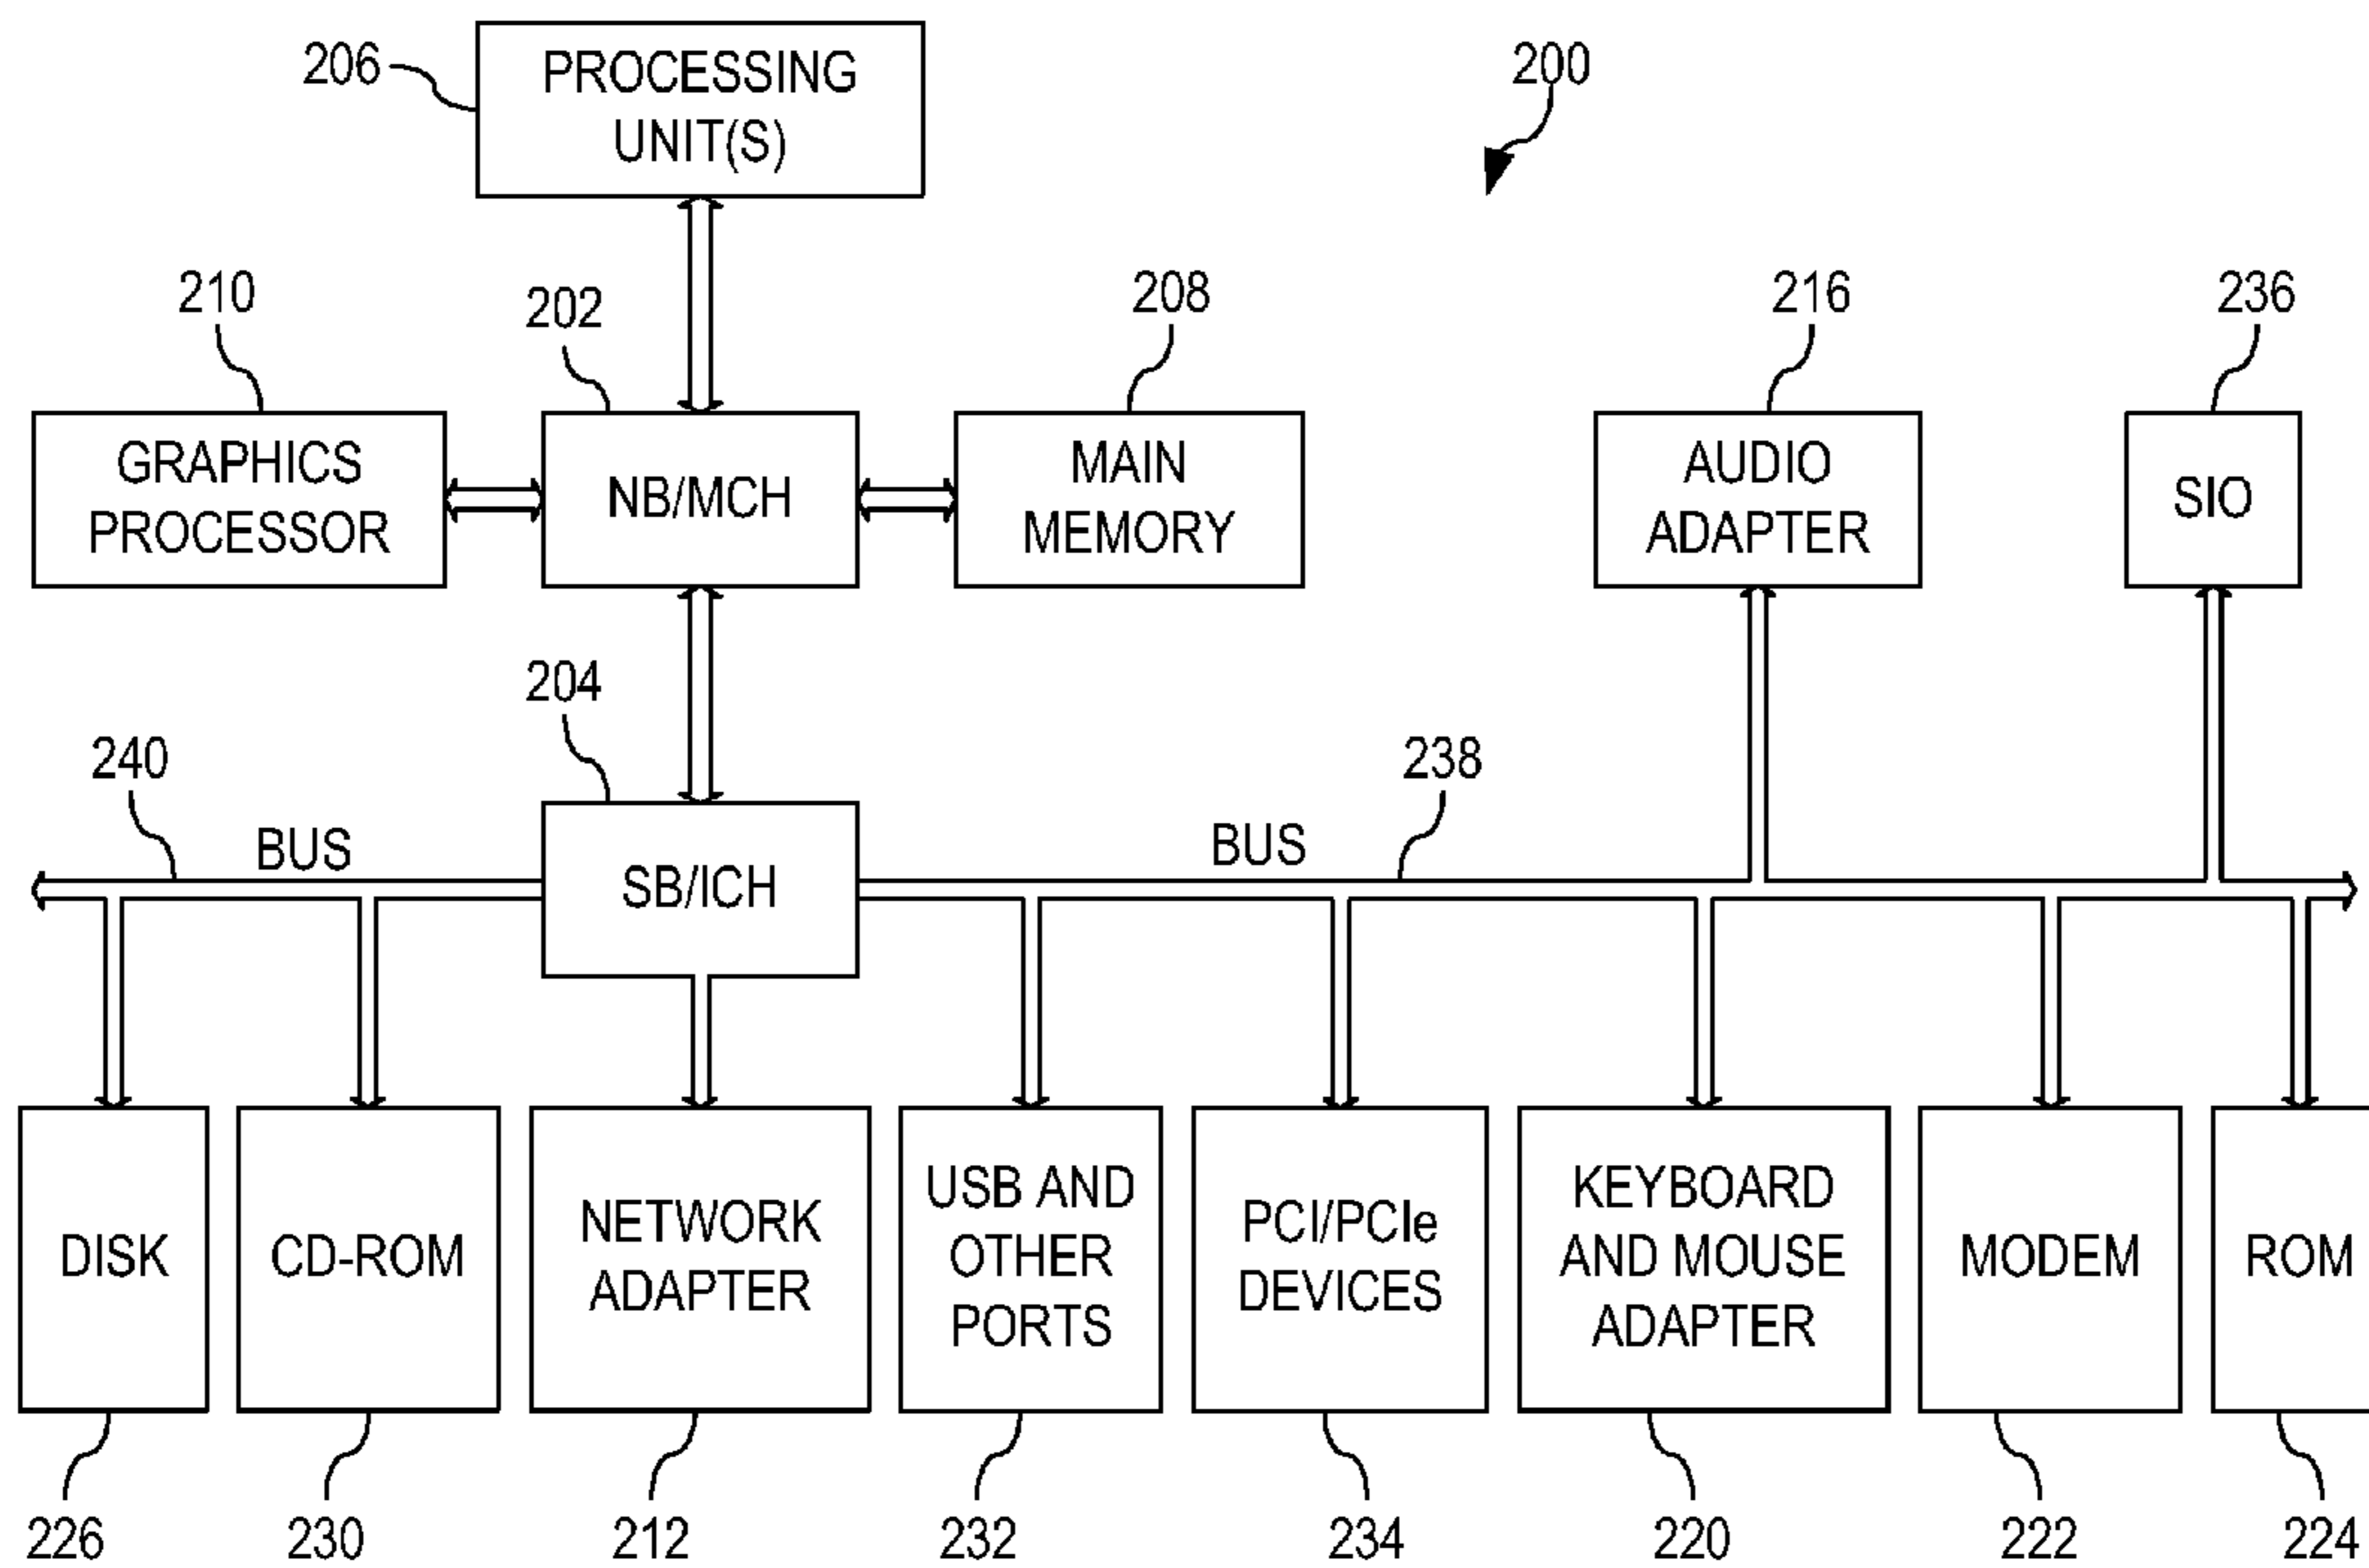 206
PROCESSING
UNIT(S)
200
210
202
208
216
236
GRAPHICS
PROCESSOR
NB/MCH
MAIN
MEMORY
AUDIO
ADAPTER
SIO
204
240
BUS
SB/ICH
BUS
238
DISK
CD-ROM
NETWORK
ADAPTER
USB AND
OTHER
PORTS
PCI/PCIe
DEVICES
KEYBOARD
AND MOUSE
ADAPTER
MODEM
ROM
226
230
212
232
234
220
222
224